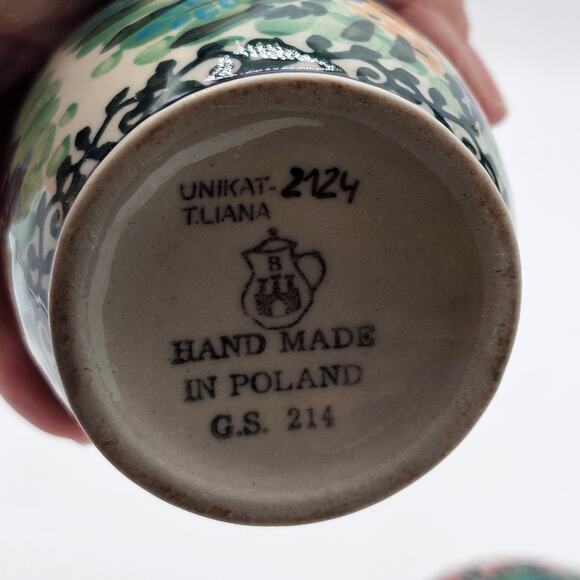 UNIKAT-2124
T.LIANA
B
HAND MADE
IN POLAND
G.S. 214